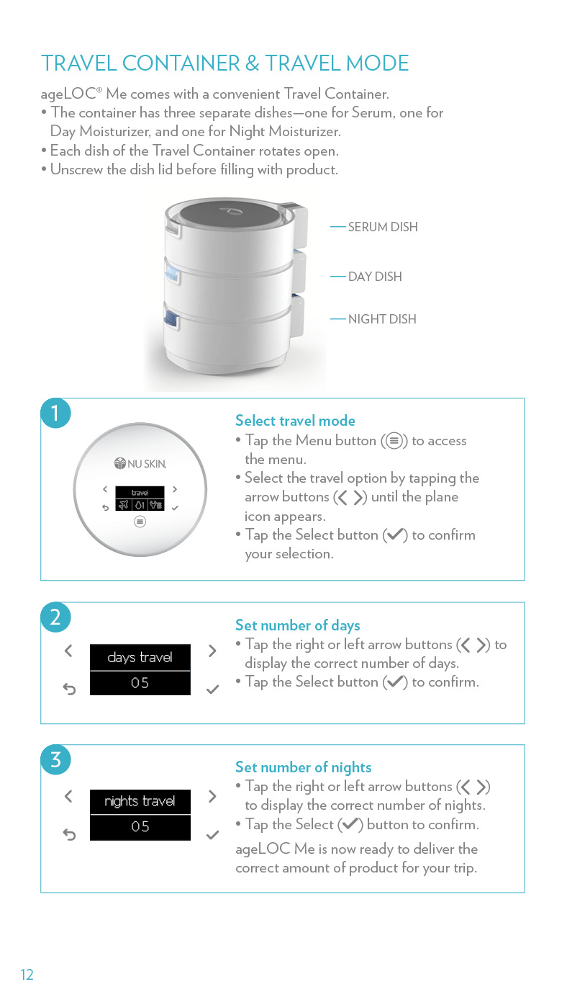 TRAVEL CONTAINER & TRAVEL MODE
ageLOC® Me comes with a convenient Travel Container.
• The container has three separate dishes—one for Serum, one for
Day Moisturizer, and one for Night Moisturizer.
• Each dish of the Travel Container rotates open.
• Unscrew the dish lid before filling with product.
SERUM DISH
DAY DISH
NIGHT DISH
1
NU SKIN.
travel
1
Select travel mode
• Tap the Menu button (≡) to access
the menu.
• Select the travel option by tapping the
arrow buttons (< >) until the plane
icon appears.
• Tap the Select button (✓) to confirm
your selection.
2
days travel
05
Set number of days
• Tap the right or left arrow buttons (< >) to
display the correct number of days.
• Tap the Select button (✓) to confirm.
3
nights travel
05
Set number of nights
• Tap the right or left arrow buttons (< >)
to display the correct number of nights.
• Tap the Select (✓) button to confirm.
ageLOC Me is now ready to deliver the
correct amount of product for your trip.
12